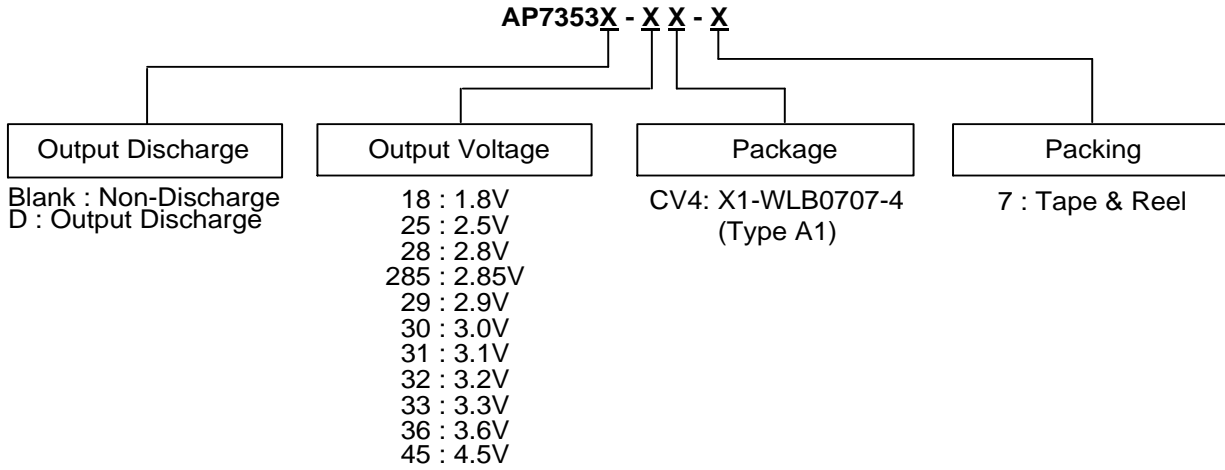 AP7353X - X X - X
Output Discharge
Blank : Non-Discharge
D : Output Discharge
Output Voltage
18 : 1.8V
25 : 2.5V
28 : 2.8V
285 : 2.85V
29 : 2.9V
30 : 3.0V
31 : 3.1V
32 : 3.2V
33 : 3.3V
36 : 3.6V
45 : 4.5V
Package
CV4: X1-WLB0707-4
(Type A1)
Packing
7 : Tape & Reel